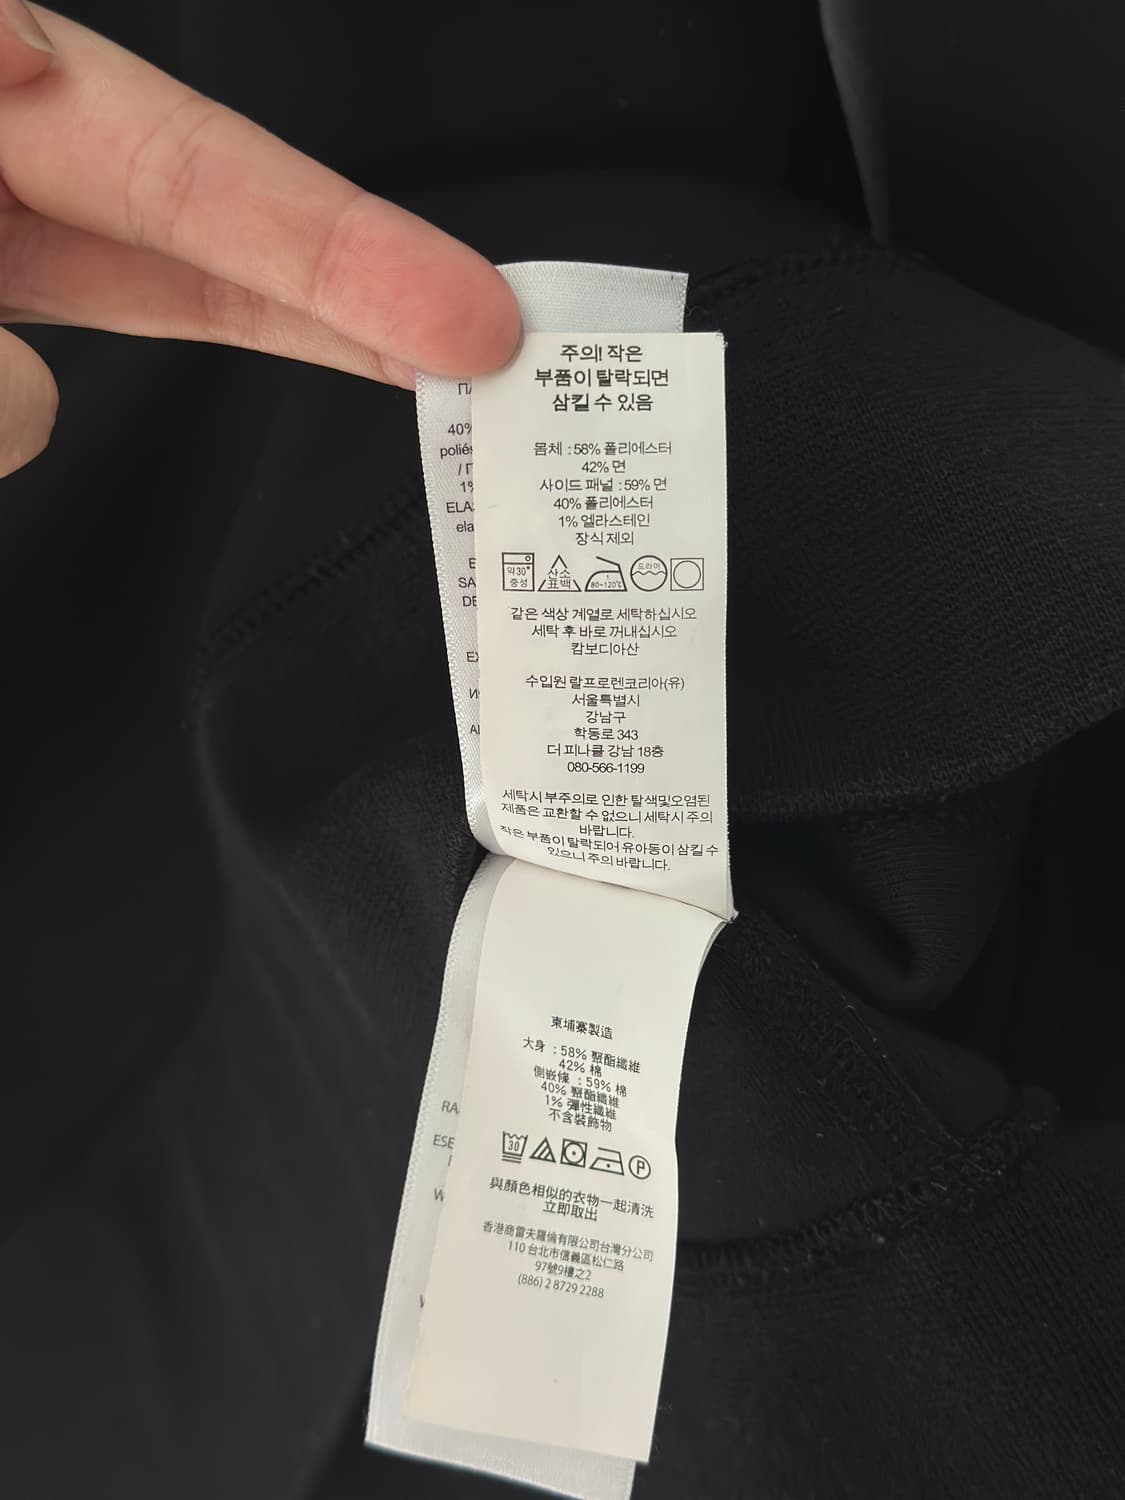 주의! 작은
부품이 탈락되면
삼킬 수 있음
몸체 : 58% 폴리에스터
42% 면
사이드 패널 : 59% 면
40% 폴리에스터
1% 엘라스테인
장식 제외
약30°
중성
산소
표백
1
80~120℃
드라이
같은 색상 계열로 세탁하십시오
세탁 후 바로 꺼내십시오
캄보디아산
수입원 랄프로렌코리아(유)
서울특별시
강남구
학동로 343
더 피나클 강남 18층
080-566-1199
세탁시 부주의로 인한 탈색및오염된
제품은 교환할 수 없으니 세탁시 주의
바랍니다.
작은 부품이 탈락되어 유아동이 삼킬 수
있으니 주의 바랍니다.
40%
poliés
1%
ELA
ela
SA
DE
柬埔寨製造
大身 : 58% 聚酯纖維
42% 棉
側嵌條 : 59% 棉
40% 聚酯纖維
1% 彈性纖維
不含裝飾物
30
P
與顏色相似的衣物一起清洗
立即取出
香港商雷夫羅倫有限公司台灣分公司
110 台北市信義區松仁路
97號9樓之2
(886) 2 8729 2288
RA
ESE
W